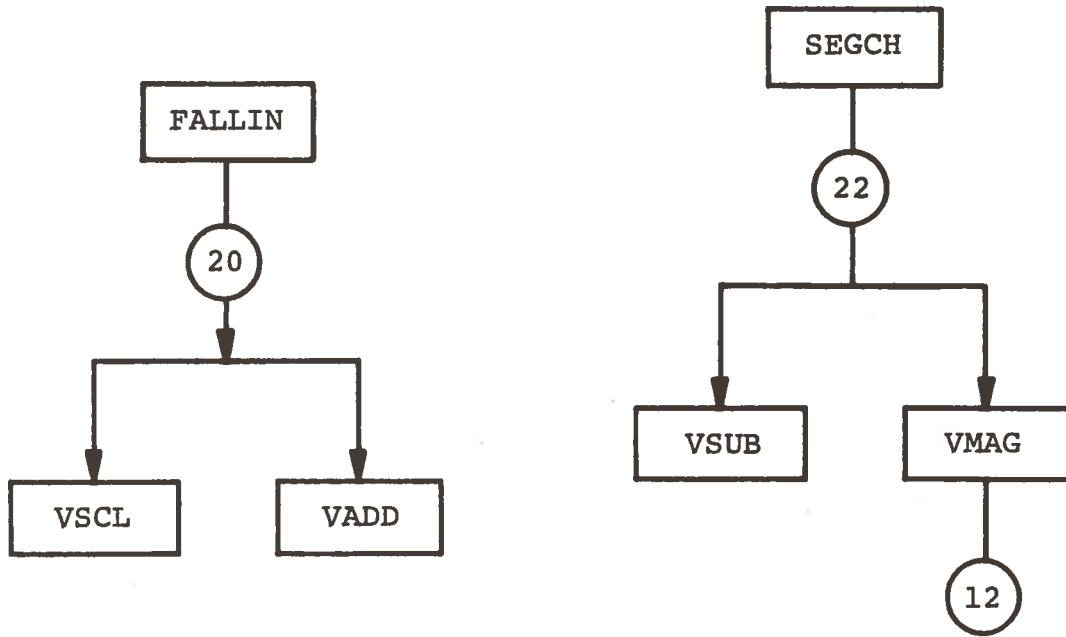 FALLIN
20
VSCL
VADD
SEGCH
22
VSUB
VMAG
12